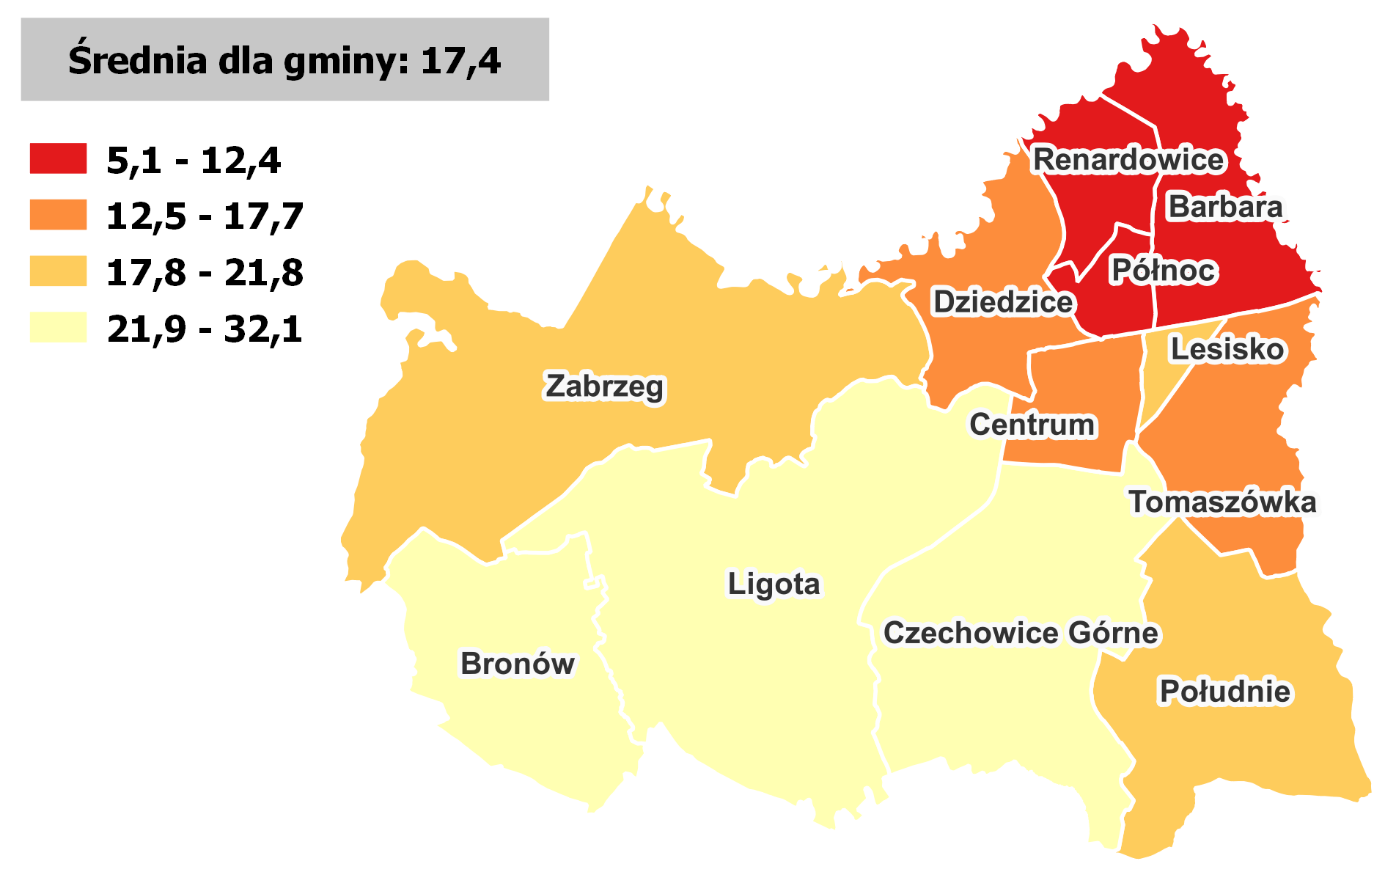 Średnia dla gminy: 17,4
5,1 - 12,4
12,5 - 17,7
17,8 - 21,8
21,9 - 32,1
Renardowice
Barbara
Północ
Dziedzice
Lesisko
Zabrzeg
Centrum
Tomaszówka
Ligota
Czechowice Górne
Bronów
Południe